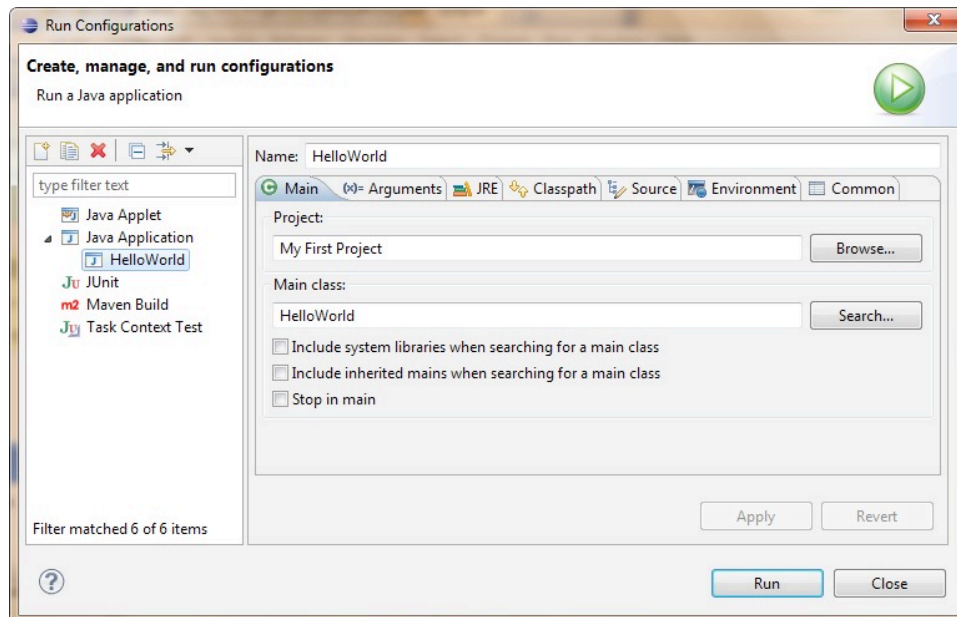 Run Configurations
Create, manage, and run configurations
Run a Java application
type filter text
Java Applet
Java Application
HelloWorld
Ju JUnit
m2 Maven Build
Juj Task Context Test
Filter matched 6 of 6 items
Name: HelloWorld
Main (x)= Arguments JRE Classpath Source Environment Common
Project:
My First Project Browse...
Main class:
HelloWorld Search...
Include system libraries when searching for a main class
Include inherited mains when searching for a main class
Stop in main
Apply Revert
? Run Close